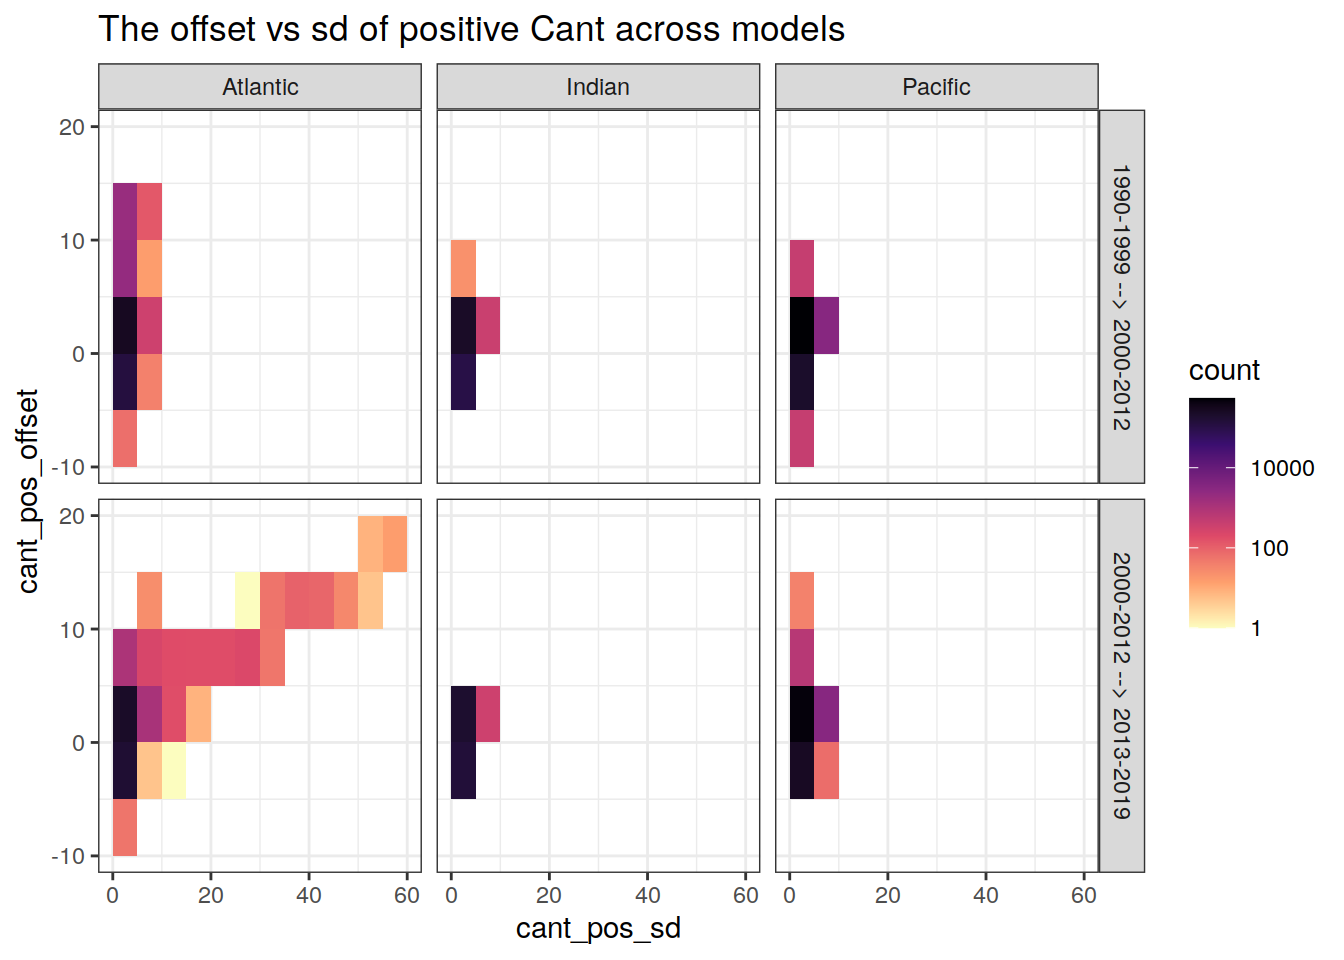 The offset vs sd of positive Cant across models
Atlantic
Indian
Pacific
20
10
0
-10
1990-1999 --> 2000-2012
20
10
0
-10
2000-2012 --> 2013-2019
0
20
40
60
0
20
40
60
0
20
40
60
cant_pos_sd
cant_pos_offset
count
10000
100
1